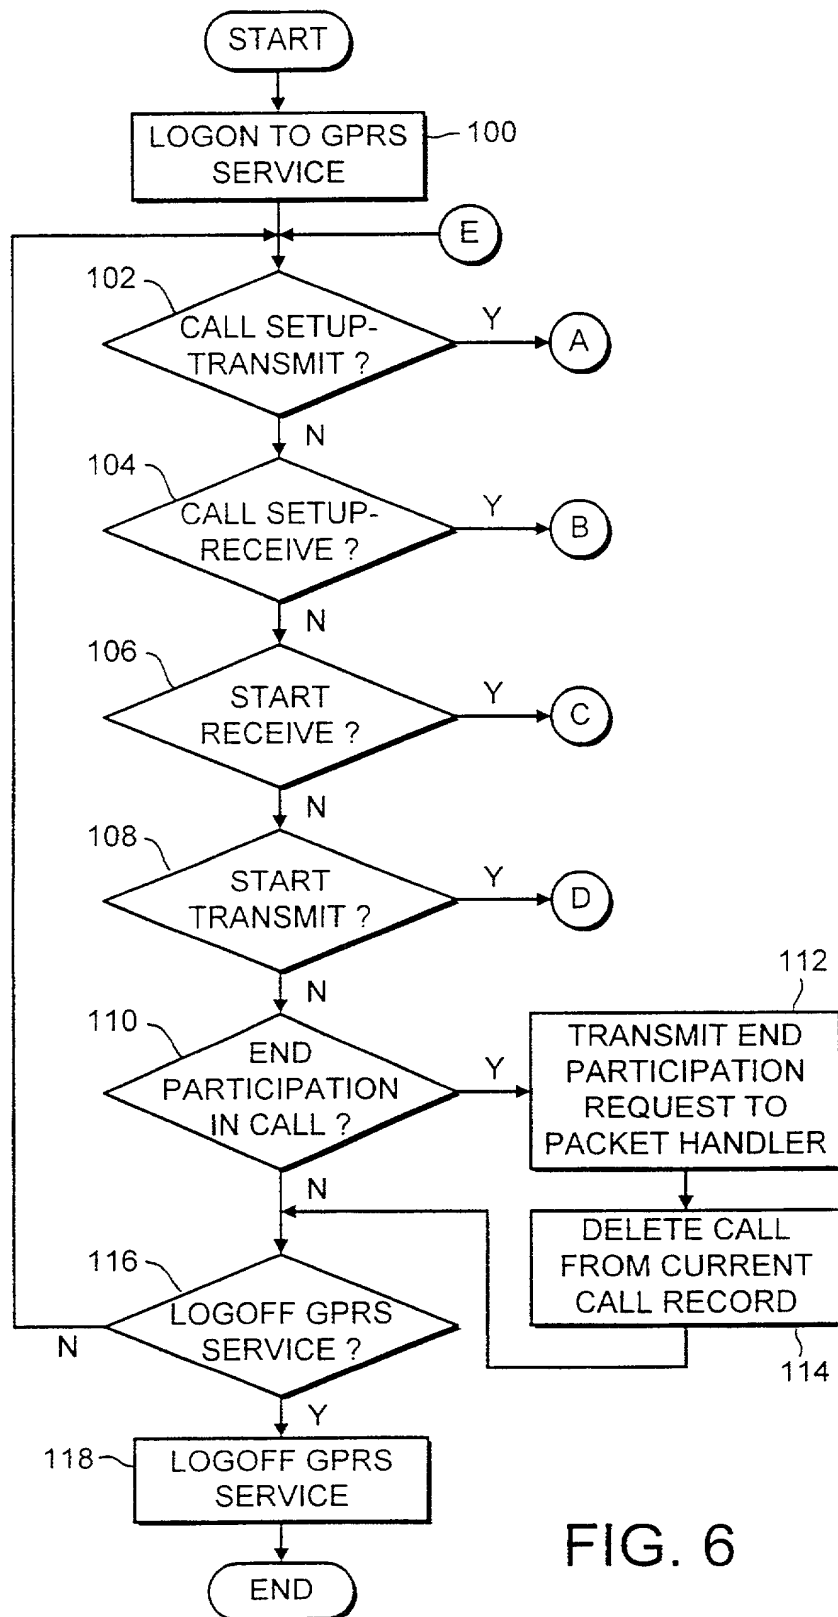 START
LOGON TO GPRS
SERVICE
100
E
102
CALL SETUP-
TRANSMIT ?
Y
A
N
104
CALL SETUP-
RECEIVE ?
Y
B
N
106
START
RECEIVE ?
Y
C
N
108
START
TRANSMIT ?
Y
D
N
110
END
PARTICIPATION
IN CALL ?
Y
112
TRANSMIT END
PARTICIPATION
REQUEST TO
PACKET HANDLER
N
DELETE CALL
FROM CURRENT
CALL RECORD
114
116
LOGOFF GPRS
SERVICE ?
N
Y
118
LOGOFF GPRS
SERVICE
END
FIG. 6